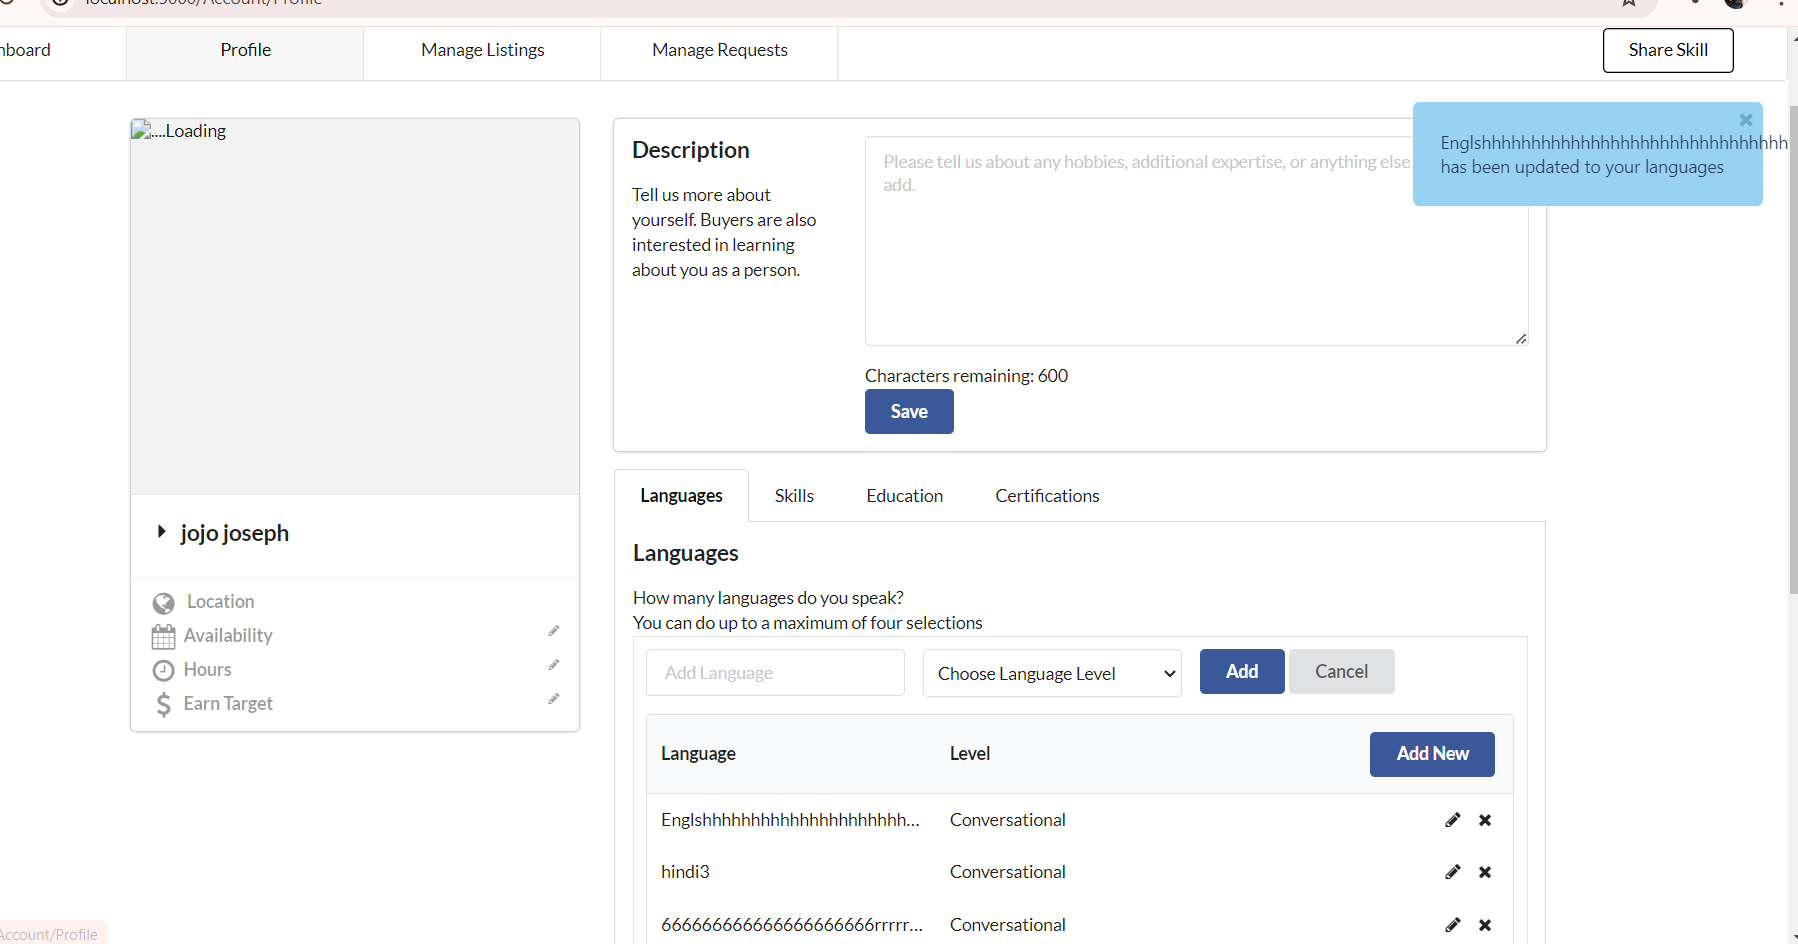 localhost:5000/Account/Profile
Profile
Manage Listings
Manage Requests
Share Skill
....Loading
Description
Tell us more about
yourself. Buyers are also
interested in learning
about you as a person.
Please tell us about any hobbies, additional expertise, or anything else
add.
has been updated to your languages
Characters remaining: 600
Save
jojo joseph
Location
Availability
Hours
Earn Target
Languages
Skills
Education
Certifications
Languages
How many languages do you speak?
You can do up to a maximum of four selections
Add Language
Choose Language Level
Add
Cancel
Language
Level
Add New
Conversational
hindi3
Conversational
Conversational
Account/Profile